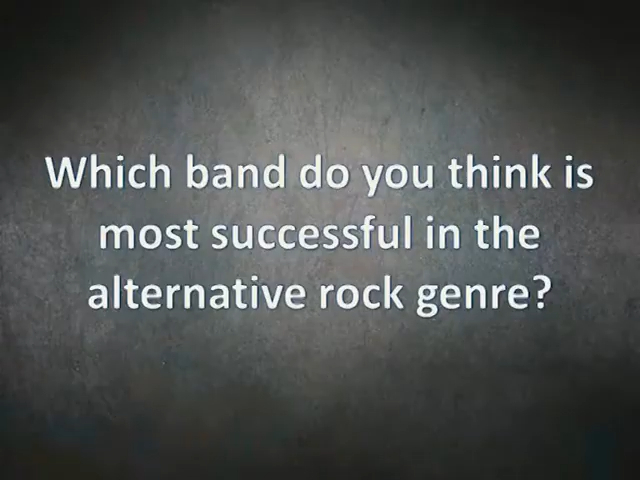 Which band do you think is
most successful in the
alternative rock genre?